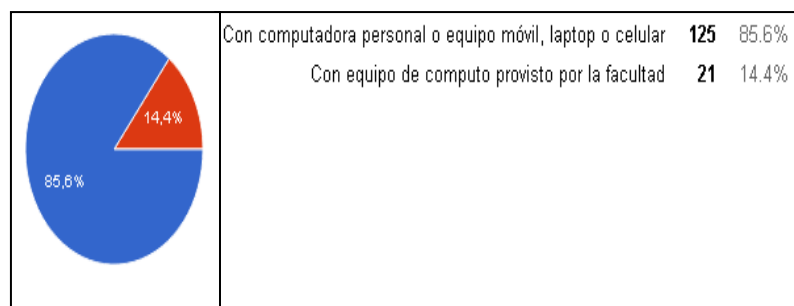 Con computadora personal o equipo móvil, laptop o celular 125 85.6%
Con equipo de computo provisto por la facultad 21 14.4%
14,4%
85,6%